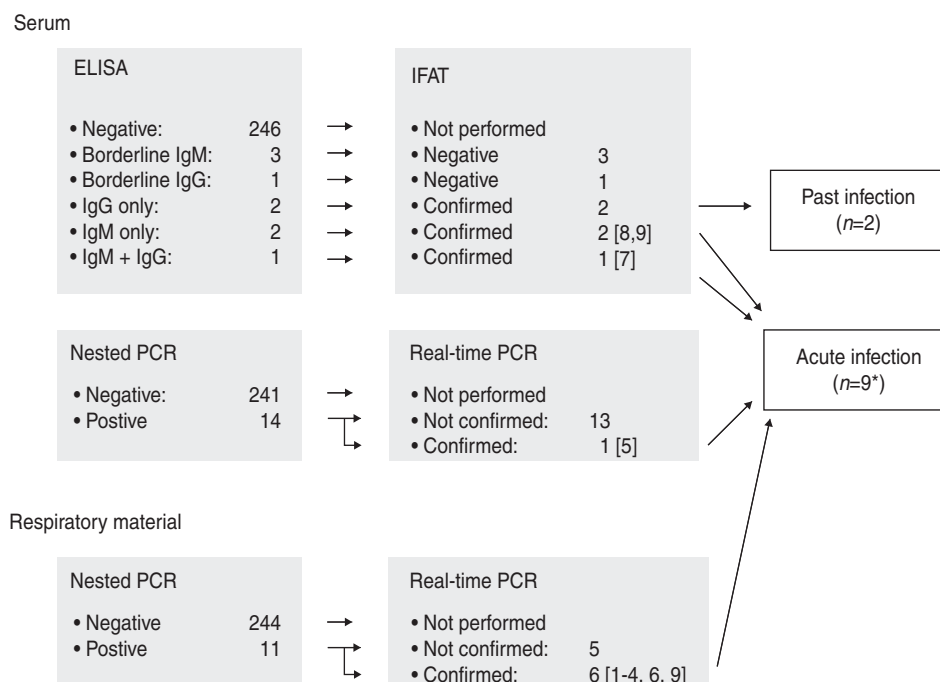 Serum
ELISA
• Negative: 246
• Borderline IgM: 3
• Borderline IgG: 1
• IgG only: 2
• IgM only: 2
• IgM + IgG: 1
IFAT
• Not performed
• Negative 3
• Negative 1
• Confirmed 2
• Confirmed 2 [8,9]
• Confirmed 1 [7]
Past infection
(n=2)
Nested PCR
• Negative: 241
• Postive 14
Real-time PCR
• Not performed
• Not confirmed: 13
• Confirmed: 1 [5]
Acute infection
(n=9*)
Respiratory material
Nested PCR
• Negative 244
• Postive 11
Real-time PCR
• Not performed
• Not confirmed: 5
• Confirmed: 6 [1-4, 6, 9]